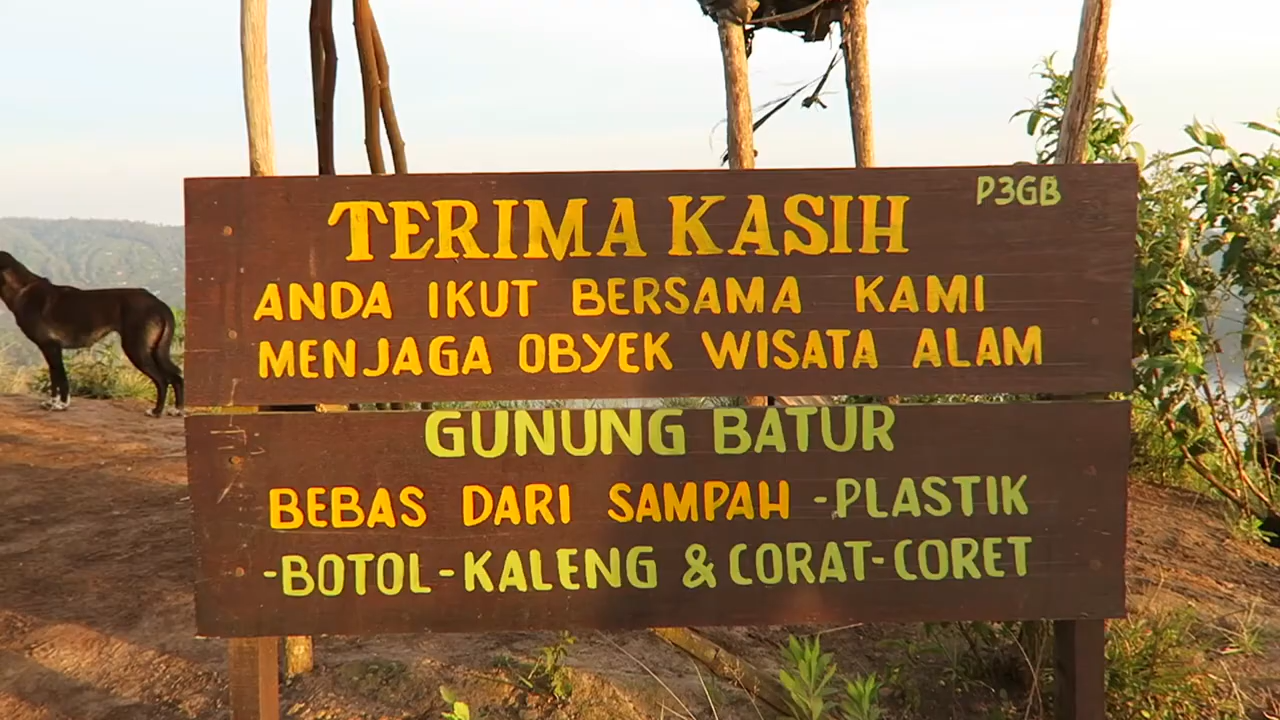 P3GB
TERIMA KASIH
ANDA IKUT BERSAMA KAMI
MENJAGA OBYEK WISATA ALAM
GUNUNG BATUR
BEBAS DARI SAMPAH -PLASTIK
-BOTOL-KALENG & CORAT-CORET